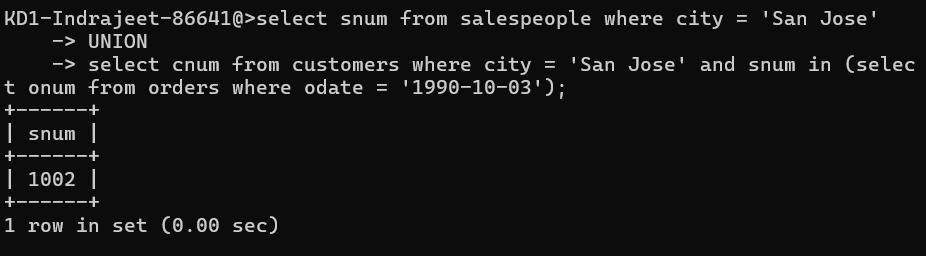 KD1-Indrajeet-86641@>select snum from salespeople where city = 'San Jose'
    -> UNION
    -> select cnum from customers where city = 'San Jose' and snum in (selec
t onum from orders where odate = '1990-10-03');
+------+
| snum |
+------+
| 1002 |
+------+
1 row in set (0.00 sec)